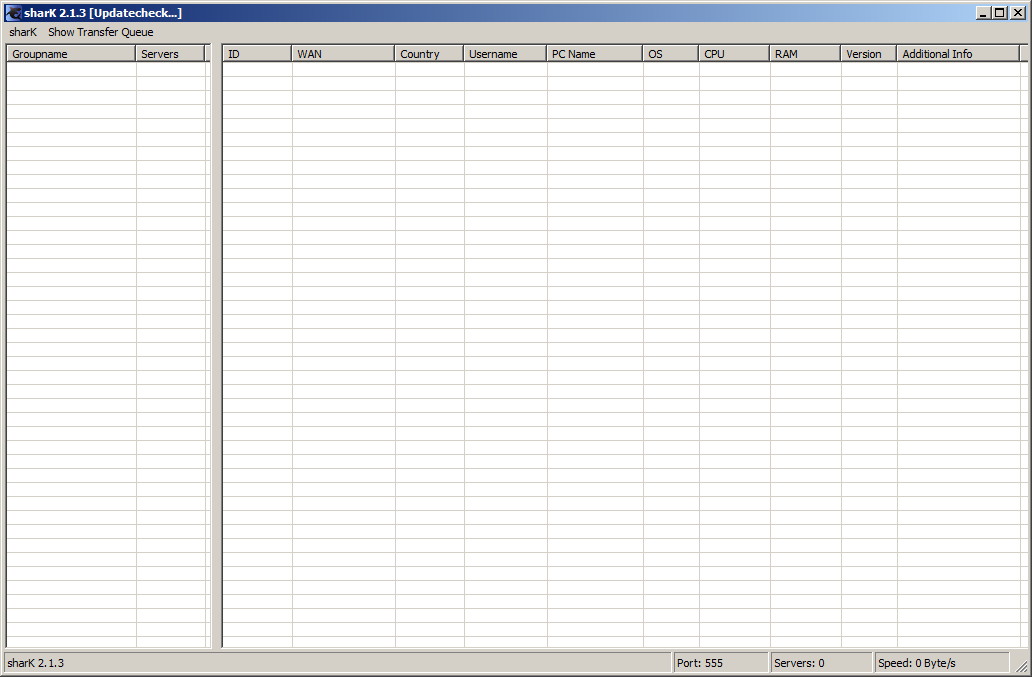 sharK 2.1.3 [Updatecheck...]
sharK Show Transfer Queue
Groupname Servers ID WAN Country Username PC Name OS CPU RAM Version Additional Info
sharK 2.1.3 Port: 555 Servers: 0 Speed: 0 Byte/s